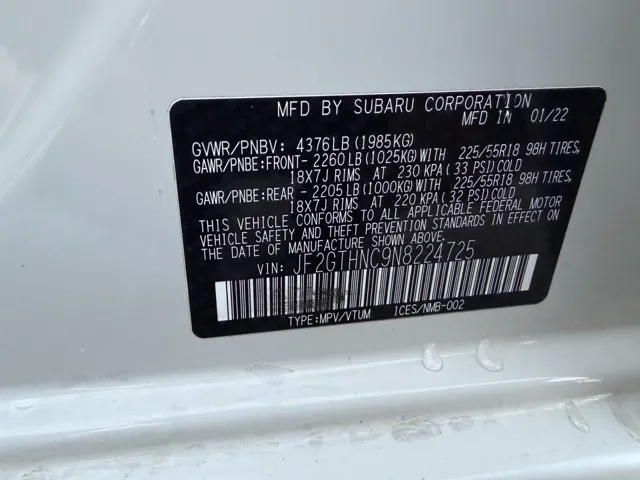 MFD BY SUBARU CORPORATION
MFD IN 01/22
GVWR/PNBV: 4376LB (1985KG)
GAWR/PNBE:FRONT- 2260LB (1025KG)WITH 225/55R18 98H TIRES,
18X7J RIMS AT 230 KPA (33 PSI)COLD
GAWR/PNBE:REAR - 2205LB (1000KG)WITH 225/55R18 98H TIRES,
18X7J RIMS AT 220 KPA (32 PSI)COLD
THIS VEHICLE CONFORMS TO ALL APPLICABLE FEDERAL MOTOR
VEHICLE SAFETY AND THEFT PREVENTION STANDARDS IN EFFECT ON
THE DATE OF MANUFACTURE SHOWN ABOVE.
VIN: JF2GTHNC9N8224725
TYPE:MPV/VTUM ICES/NMB-002